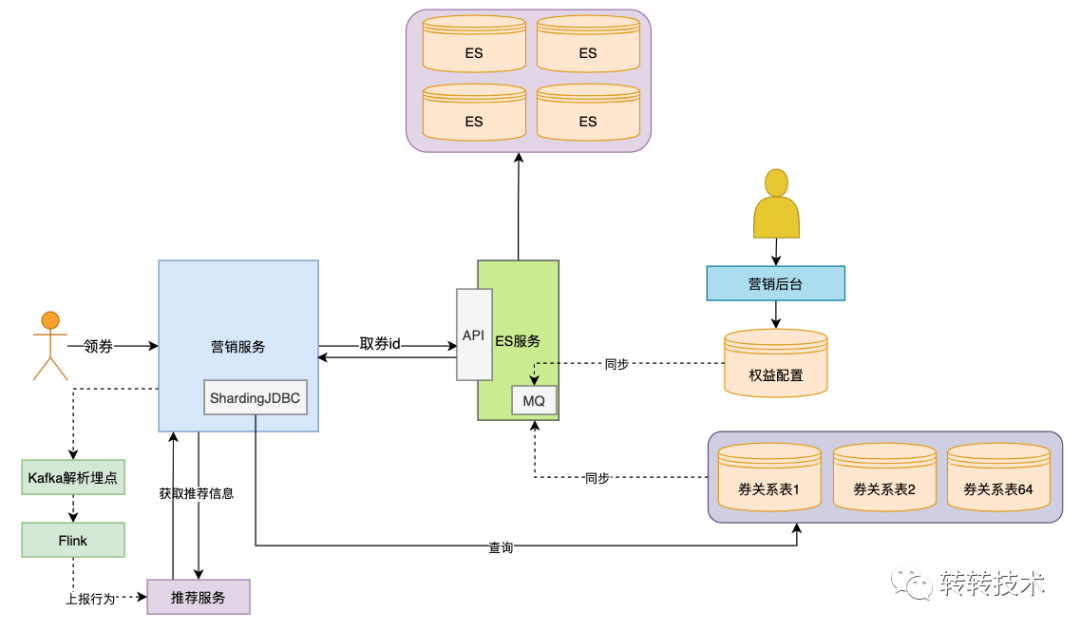 ES
ES
ES
ES
营销后台
领券
营销服务
取券id
API
ES服务
同步
权益配置
ShardingJDBC
MQ
Kafka解析埋点
获取推荐信息
同步
券关系表1
券关系表2
券关系表64
Flink
查询
上报行为
推荐服务
转转技术